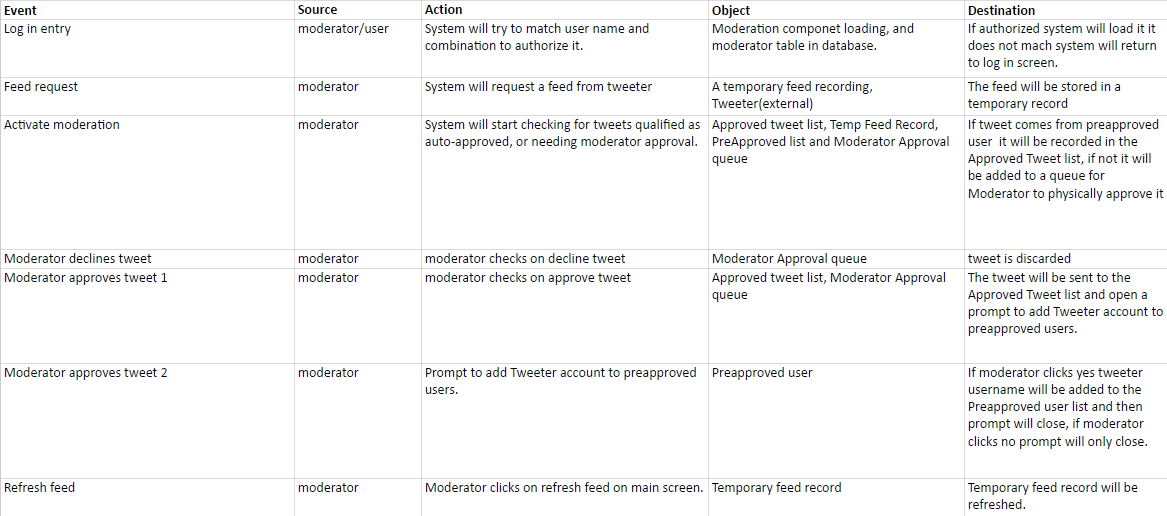 Event Source Action Object Destination
Log in entry
moderator/user
System will try to match user name and
combination to authorize it.
Moderation componet loading, and
moderator table in database.
If authorized system will load it it
does not mach system will return
to log in screen.
Feed request
moderator
System will request a feed from tweeter
A temporary feed recording,
Tweeter(external)
The feed will be stored in a
temporary record
Activate moderation
moderator
System will start checking for tweets qualified as
auto-approved, or needing moderator approval.
Approved tweet list, Temp Feed Record,
PreApproved list and Moderator Approval
queue
If tweet comes from preapproved
user it will be recorded in the
Approved Tweet list, if not it will
be added to a queue for
Moderator to physically approve it
Moderator declines tweet
moderator
moderator checks on decline tweet
Moderator Approval queue
tweet is discarded
Moderator approves tweet 1
moderator
moderator checks on approve tweet
Approved tweet list, Moderator Approval
queue
The tweet will be sent to the
Approved Tweet list and open a
prompt to add Tweeter account to
preapproved users.
Moderator approves tweet 2
moderator
Prompt to add Tweeter account to preapproved
users.
Preapproved user
If moderator clicks yes tweeter
username will be added to the
Preapproved user list and then
prompt will close, if moderator
clicks no prompt will only close.
Refresh feed
moderator
Moderator clicks on refresh feed on main screen.
Temporary feed record
Temporary feed record will be
refreshed.